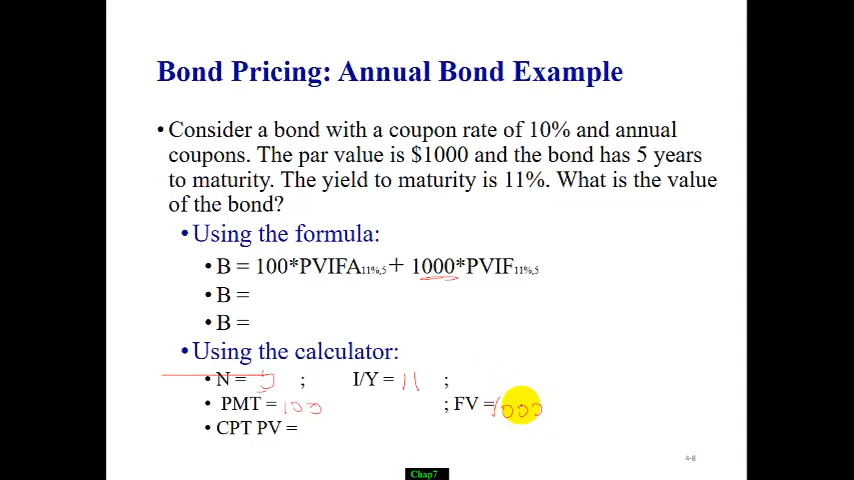 Bond Pricing: Annual Bond Example
• Consider a bond with a coupon rate of 10% and annual
coupons. The par value is $1000 and the bond has 5 years
to maturity. The yield to maturity is 11%. What is the value
of the bond?
• Using the formula:
• B = 100*PVIFA11%,5 + 1000*PVIF11%,5
• B =
• B =
• Using the calculator:
• N = 5 ; I/Y = 11 ;
• PMT = 100 ; FV = 1000
• CPT PV =
4-8
Chap7